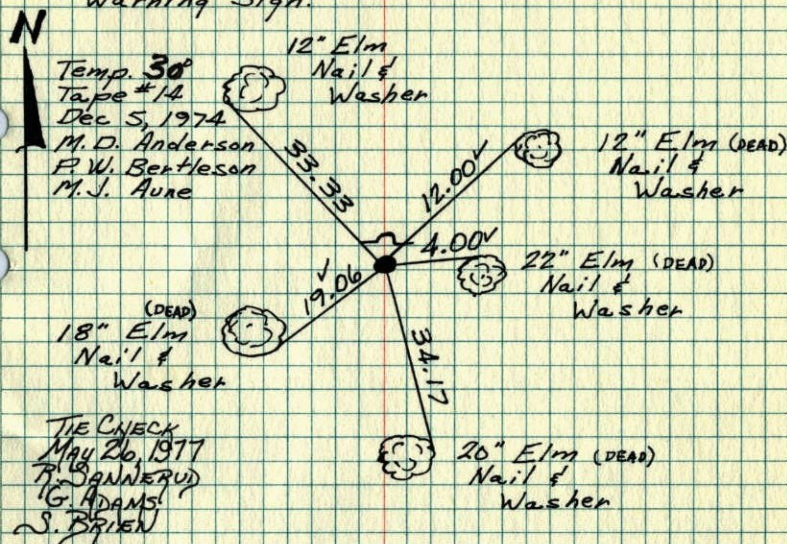 Warning Sign.
N
Temp. 30°
Tape #14
Dec 5, 1974
M. D. Anderson
P. W. Bertleson
M. J. Aune
12" Elm
Nail &
Washer
33.33
12.00✓
12" Elm (DEAD)
Nail &
Washer
4.00✓
22" Elm (DEAD)
Nail &
Washer
19.06 ✓
(DEAD)
18" Elm
Nail &
Washer
34.17
20" Elm (DEAD)
Nail &
Washer
TIE CHECK
MAY 26, 1977
R. SANNERUD
G. ADAMS
S. BRIEN